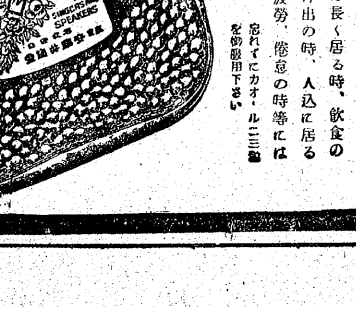 長く居る時、飲食の
外出の時、人込に居る
疲労、倦怠の時等には
忘れずにカオール二三粒
を御服用下さい
SINGERS
SPEAKERS